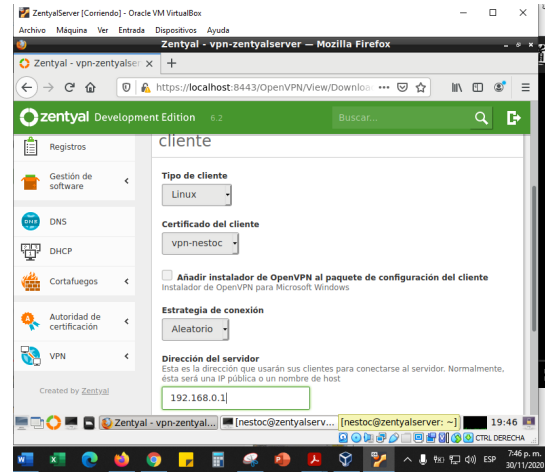 ZentyalServer [Corriendo] - Oracle VM VirtualBox
Archivo Máquina Ver Entrada Dispositivos Ayuda
Zentyal - vpn-zentyalserver — Mozilla Firefox
Zentyal - vpn-zentyalser
https://localhost:8443/OpenVPN/View/Downloa
zentyal Development Edition 6.2
Buscar...
cliente
Registros
Tipo de cliente
Gestión de software
Linux
DNS
Certificado del cliente
vpn-nestoc
DHCP
Cortafuegos
Añadir instalador de OpenVPN al paquete de configuración del cliente
Instalador de OpenVPN para Microsoft Windows
Estrategia de conexión
Autoridad de certificación
Aleatorio
VPN
Dirección del servidor
Esta es la dirección que usarán sus clientes para conectarse al servidor. Normalmente,
ésta será una IP pública o un nombre de host
Created by Zentyal
192.168.0.1
Zentyal - vpn-zentyal... [nestoc@zentyalserv... [nestoc@zentyalserver: ~] 19:46
CTRL DERECHA
ESP
7:46 p. m.
30/11/2020